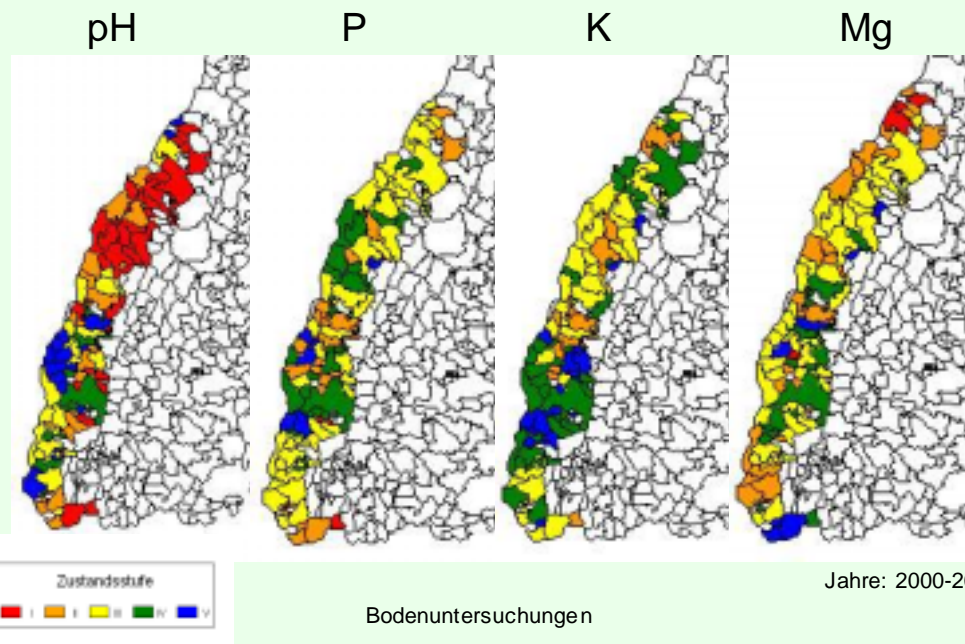 pH P K Mg
Zustandsstufe
I II III IV V
Jahre: 2000-20
Bodenuntersuchungen